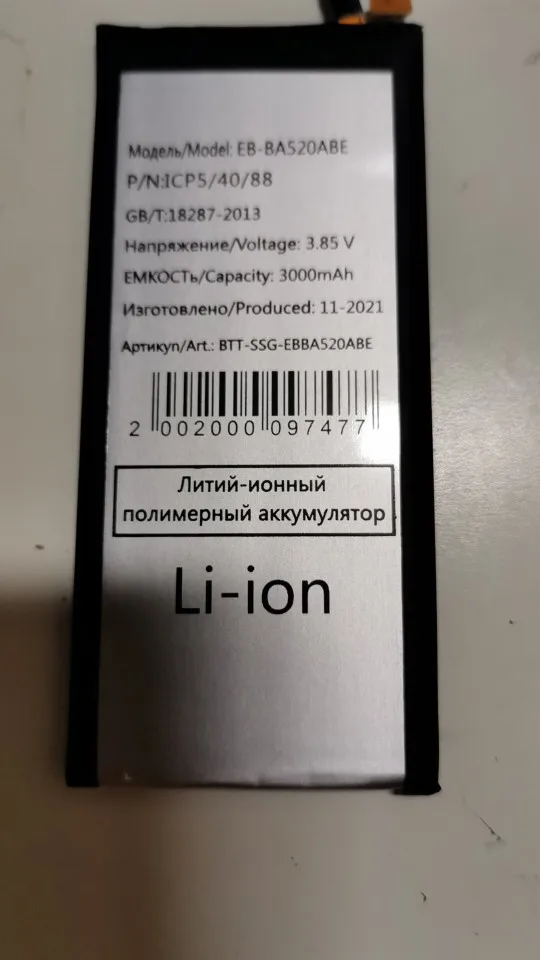 Модель/Model: EB-BA520ABE
P/N:ICP5/40/88
GB/T:18287-2013
Напряжение/Voltage: 3.85 V
ЕМКОСТЬ/Capacity: 3000mAh
Изготовлено/Produced: 11-2021
Артикул/Art.: BTT-SSG-EBBA520ABE
2 002000 097477
Литий-ионный
полимерный аккумулятор
Li-ion